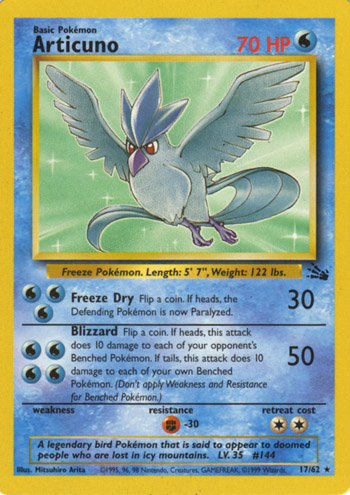 Basic Pokémon
Articuno
70 HP
Freeze Pokémon. Length: 5' 7", Weight: 122 lbs.
Freeze Dry Flip a coin. If heads, the
Defending Pokémon is now Paralyzed.
30
Blizzard Flip a coin. If heads, this attack
does 10 damage to each of your opponent's
Benched Pokémon. If tails, this attack does 10
damage to each of your own Benched
Pokémon. (Don't apply Weakness and Resistance
for Benched Pokémon.)
50
weakness
resistance
retreat cost
-30
A legendary bird Pokémon that is said to appear to doomed
people who are lost in icy mountains. LV. 35 #144
Illus. Mitsuhiro Arita
©1995, 96, 98 Nintendo, Creatures, GAMEFREAK. ©1999 Wizards.
17/62 ★